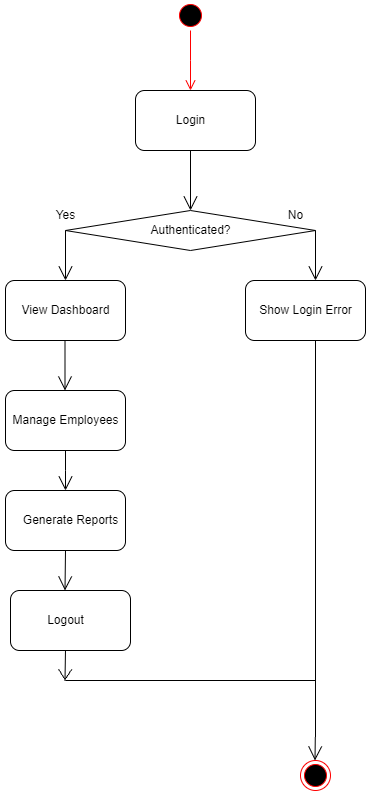 Login
Yes
No
Authenticated?
View Dashboard
Show Login Error
Manage Employees
Generate Reports
Logout